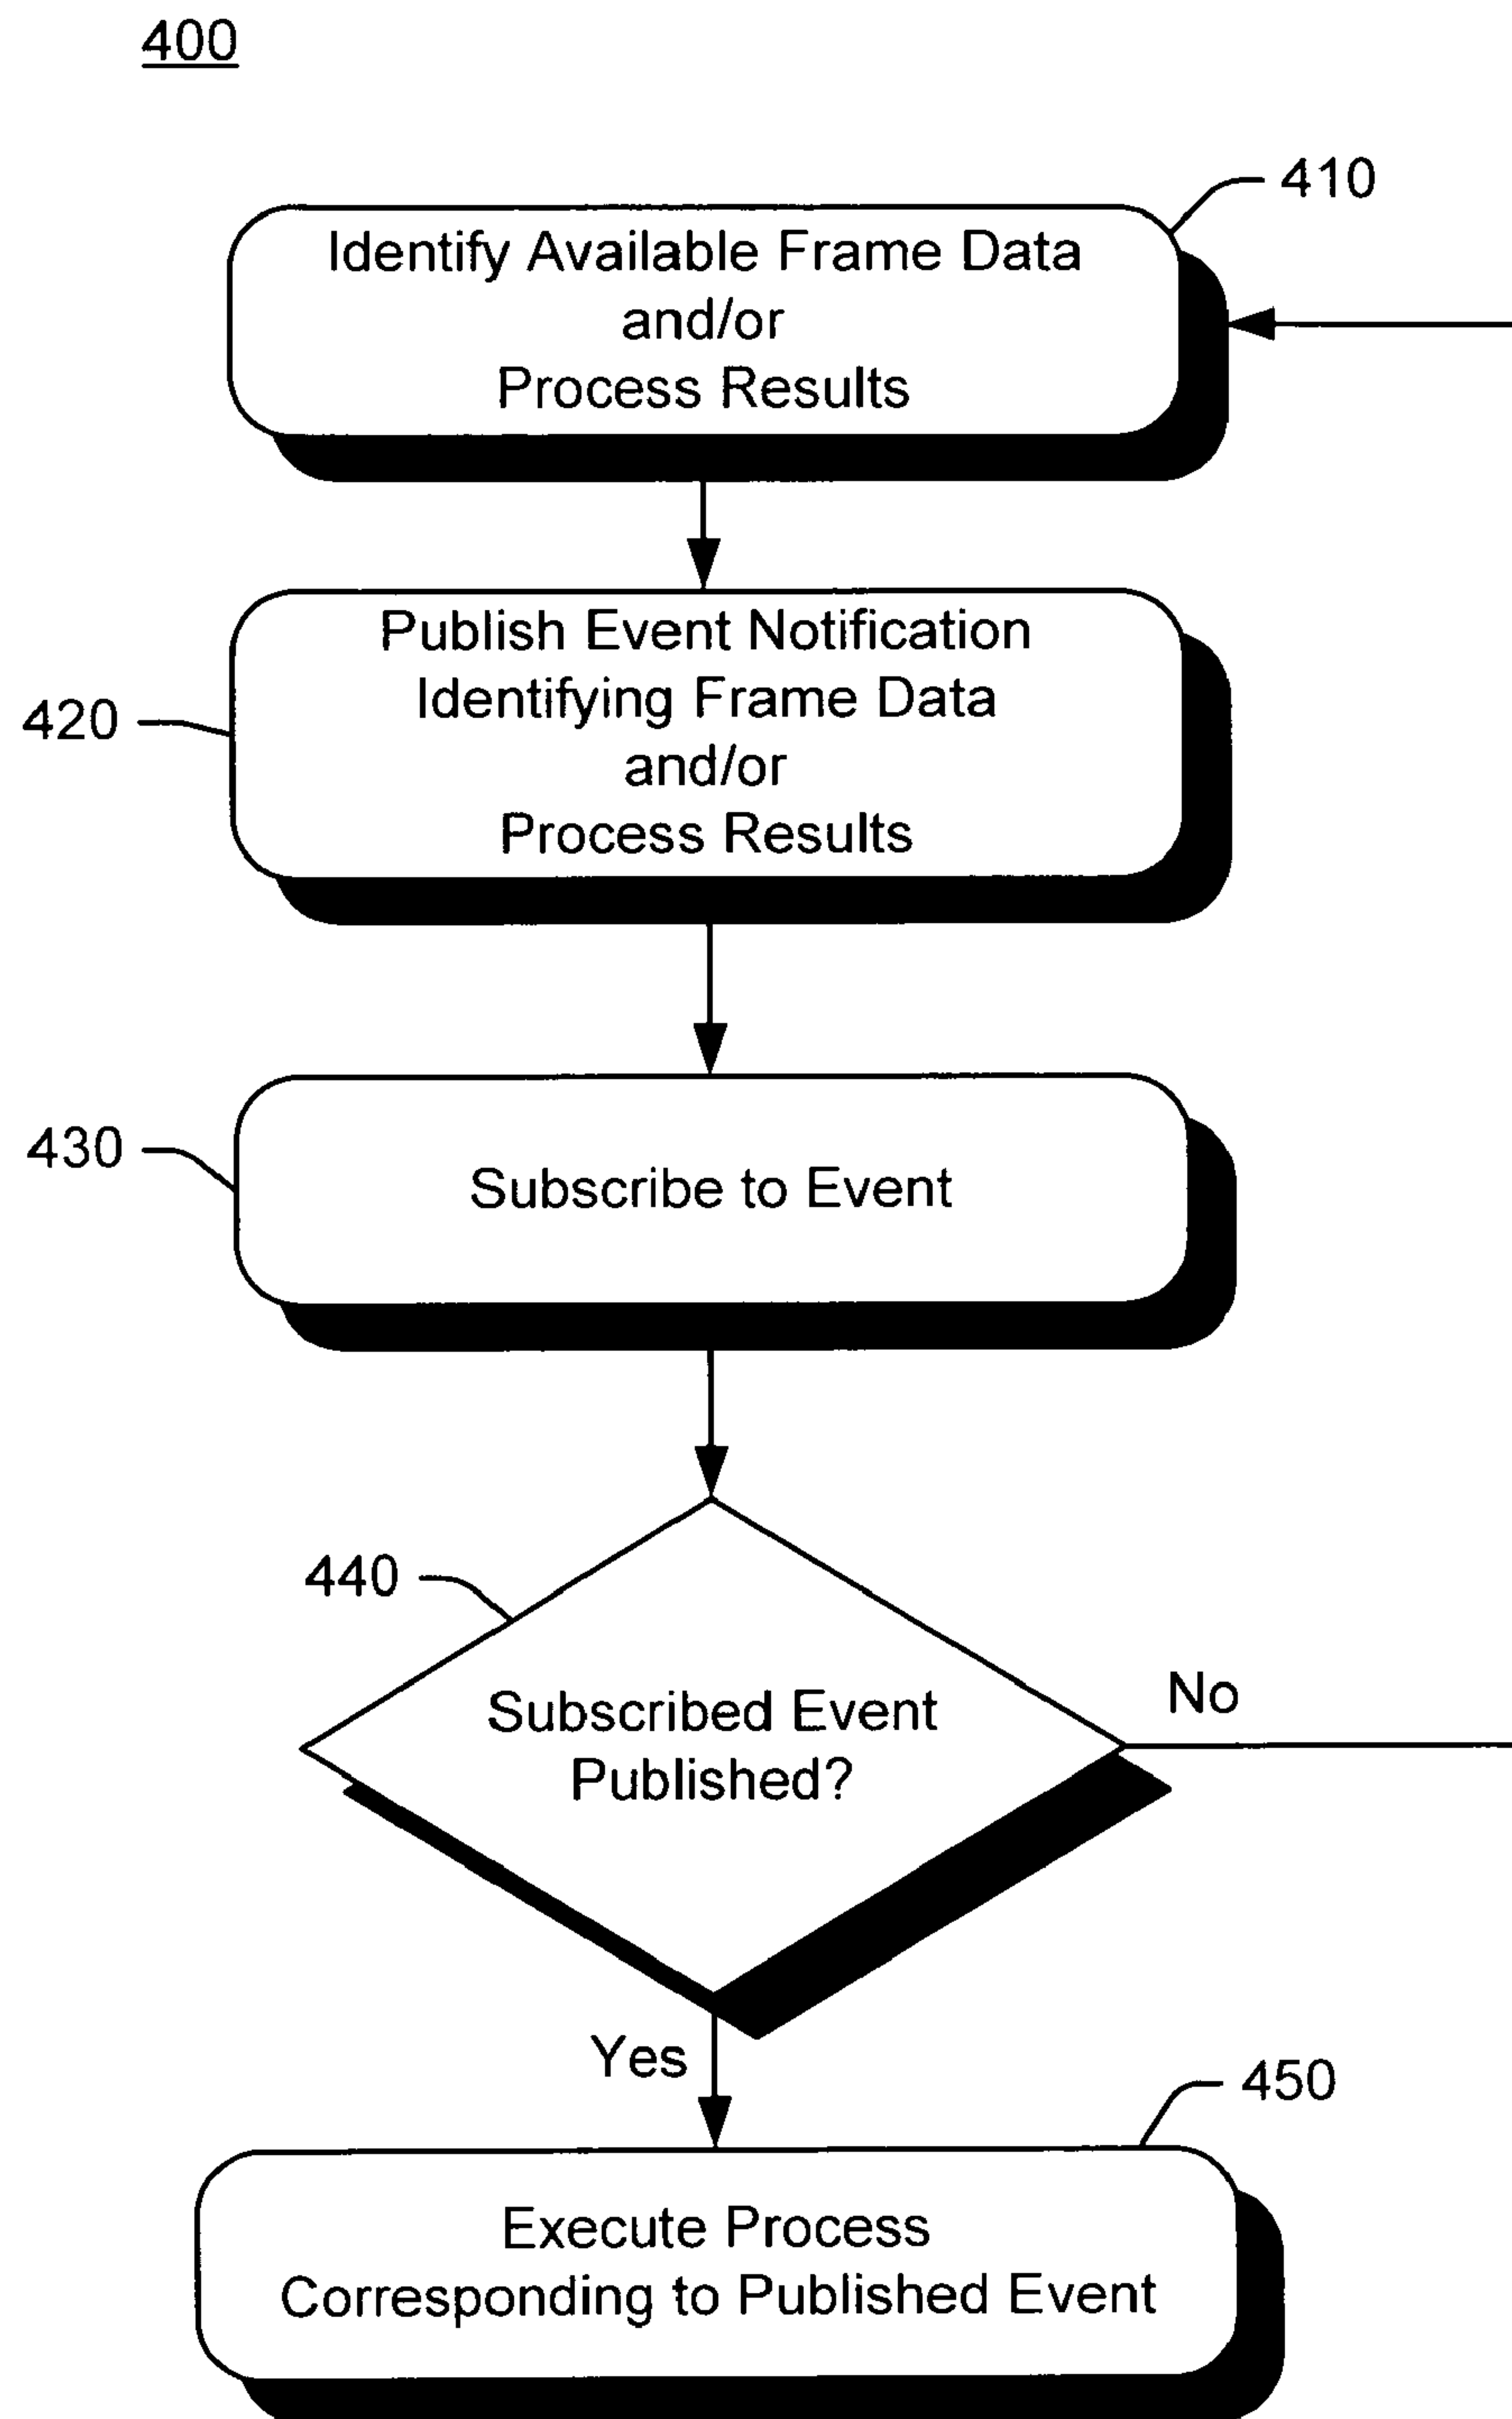 400
410
Identify Available Frame Data
and/or
Process Results
Publish Event Notification
Identifying Frame Data
and/or
Process Results
420
430
Subscribe to Event
440
Subscribed Event
Published?
No
Yes
450
Execute Process
Corresponding to Published Event